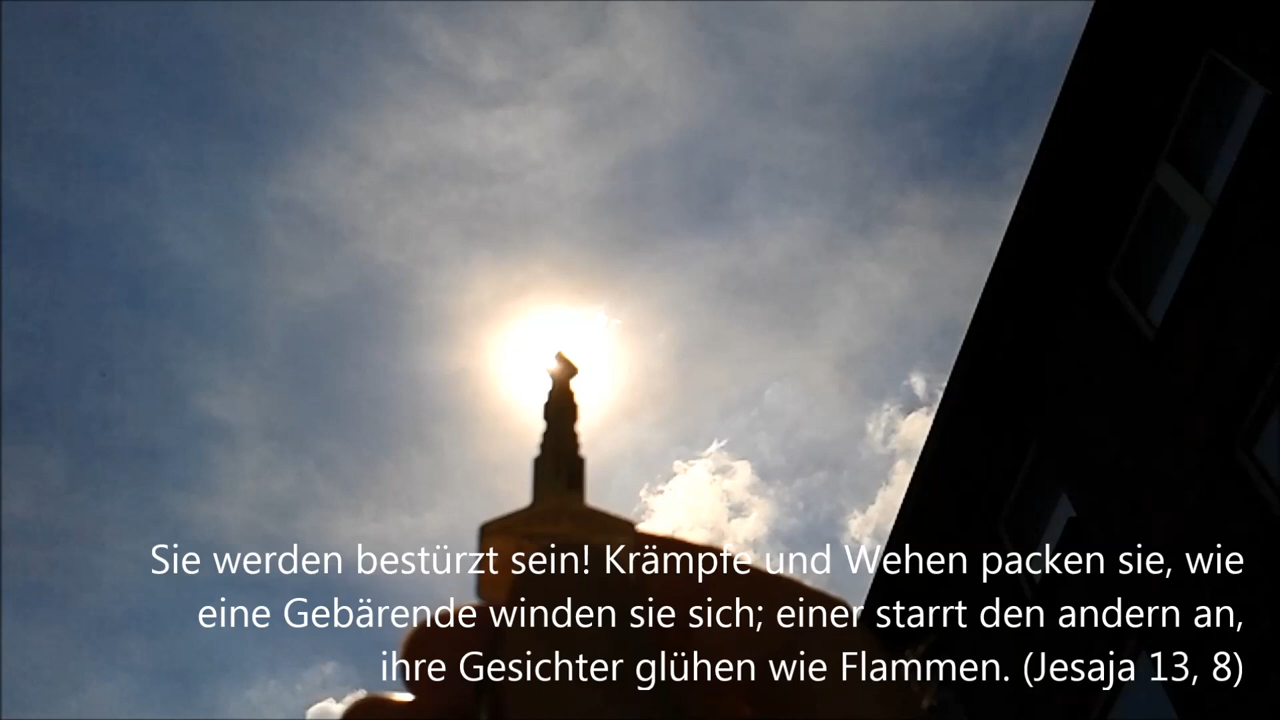 Sie werden bestürzt sein! Krämpfe und Wehen packen sie, wie
eine Gebärende winden sie sich; einer starrt den andern an,
ihre Gesichter glühen wie Flammen. (Jesaja 13, 8)